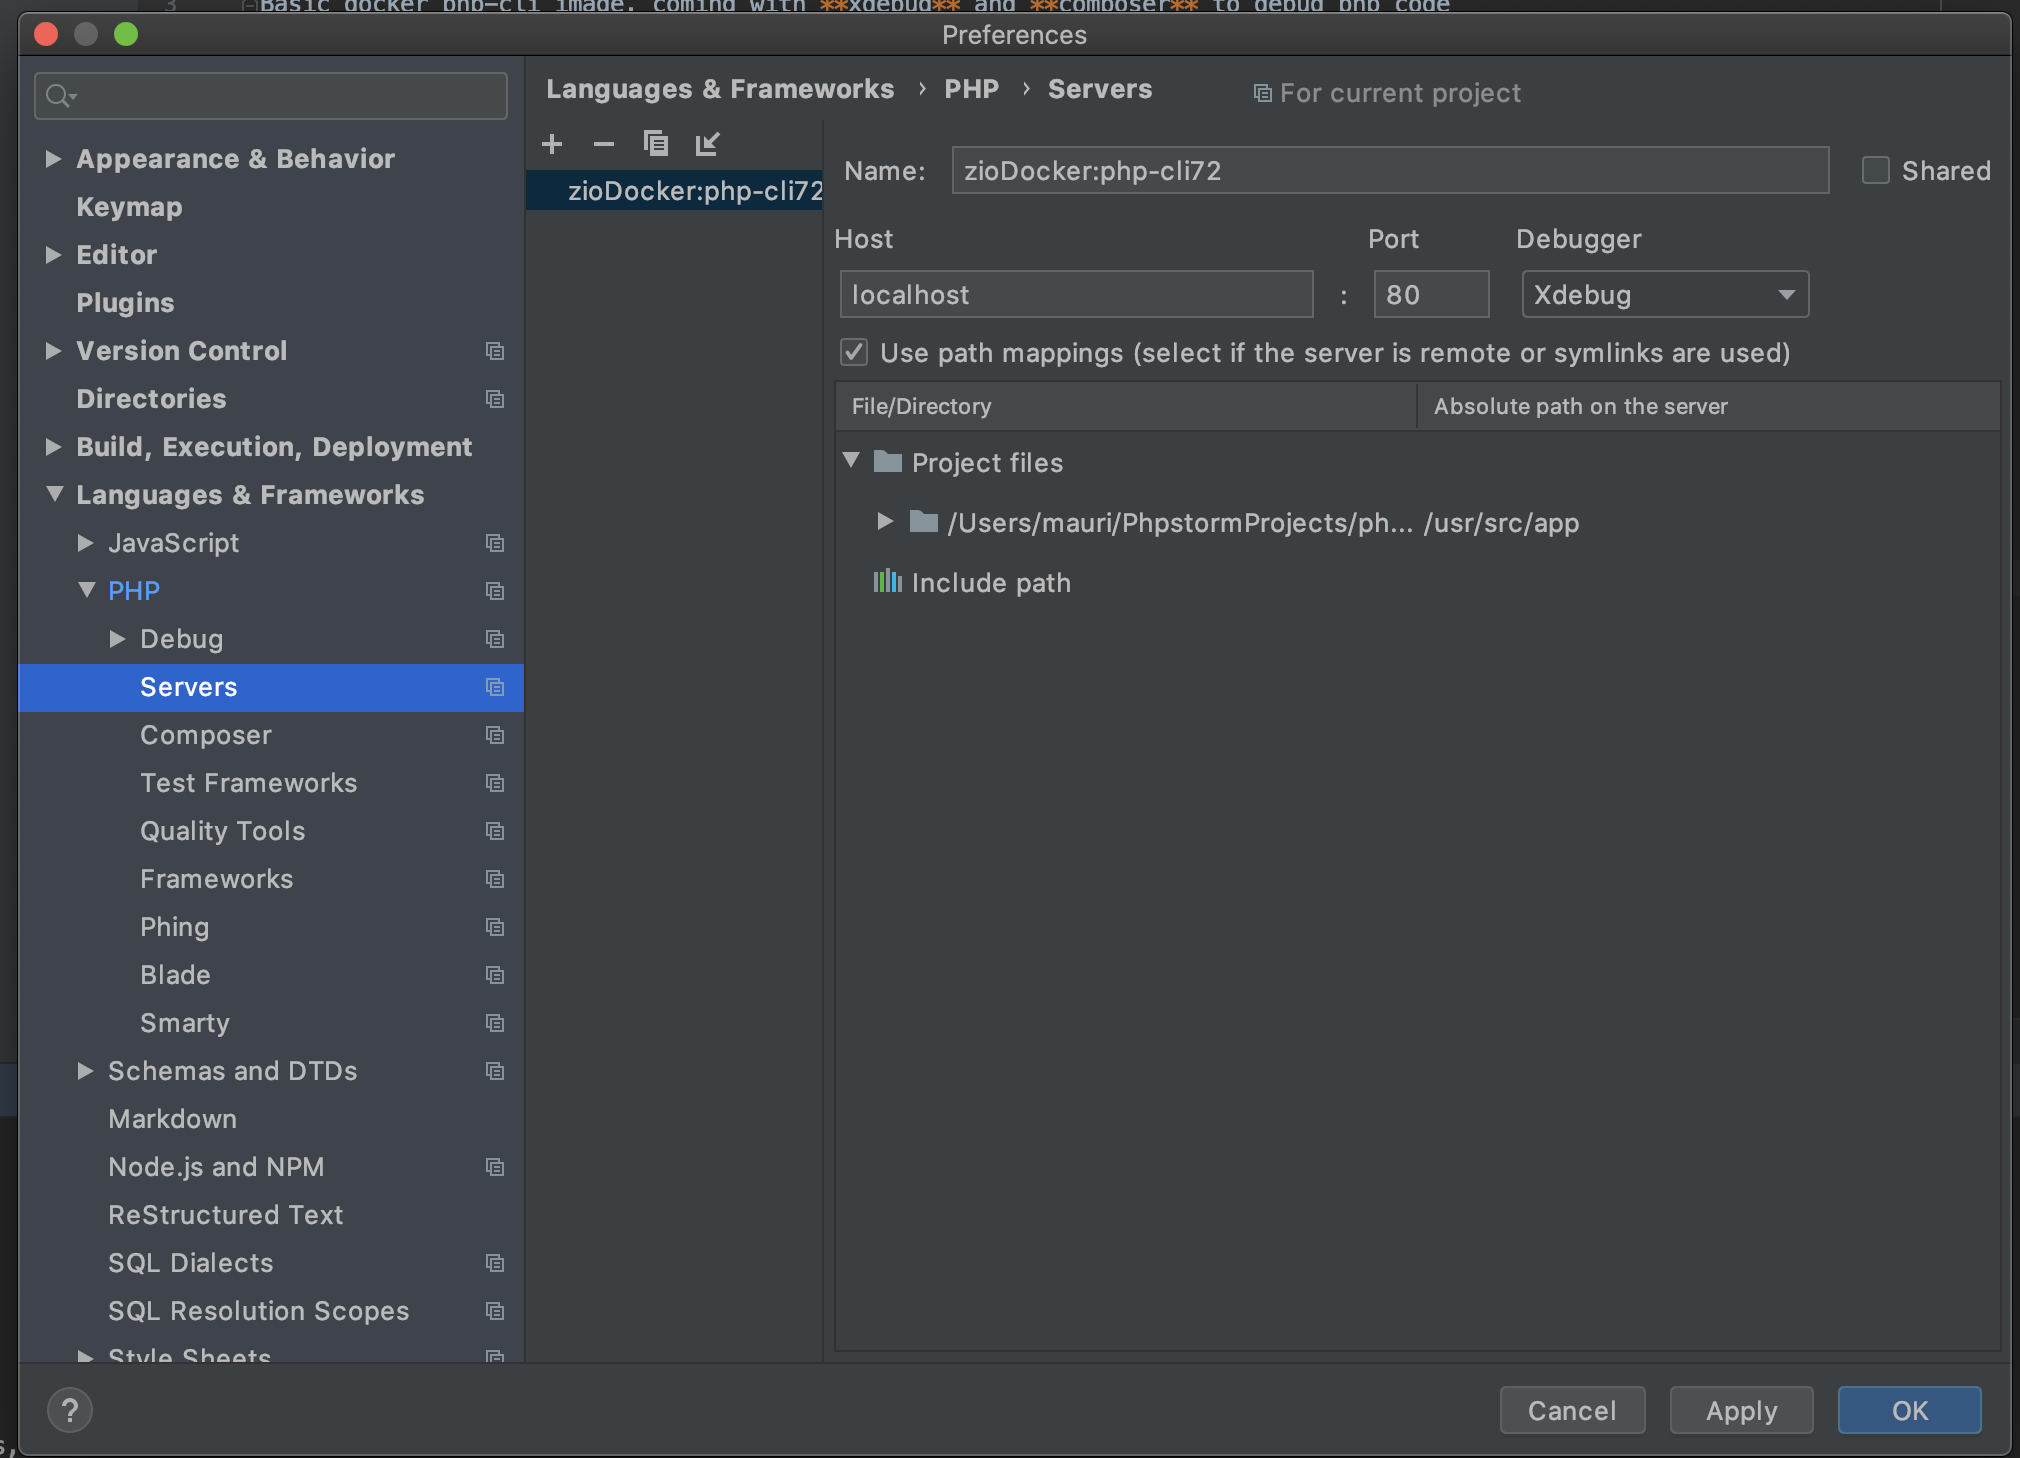 3 Basic docker php-cli image, coming with **xdebug** and **composer** to debug php code
Preferences
Appearance & Behavior
Keymap
Editor
Plugins
Version Control
Directories
Build, Execution, Deployment
Languages & Frameworks
JavaScript
PHP
Debug
Servers
Composer
Test Frameworks
Quality Tools
Frameworks
Phing
Blade
Smarty
Schemas and DTDs
Markdown
Node.js and NPM
ReStructured Text
SQL Dialects
SQL Resolution Scopes
Style Sheets
Languages & Frameworks › PHP › Servers
For current project
zioDocker:php-cli72
Name: zioDocker:php-cli72 Shared
Host Port Debugger
localhost : 80 Xdebug
Use path mappings (select if the server is remote or symlinks are used)
File/Directory Absolute path on the server
Project files
/Users/mauri/PhpstormProjects/ph... /usr/src/app
Include path
s,
? Cancel Apply OK